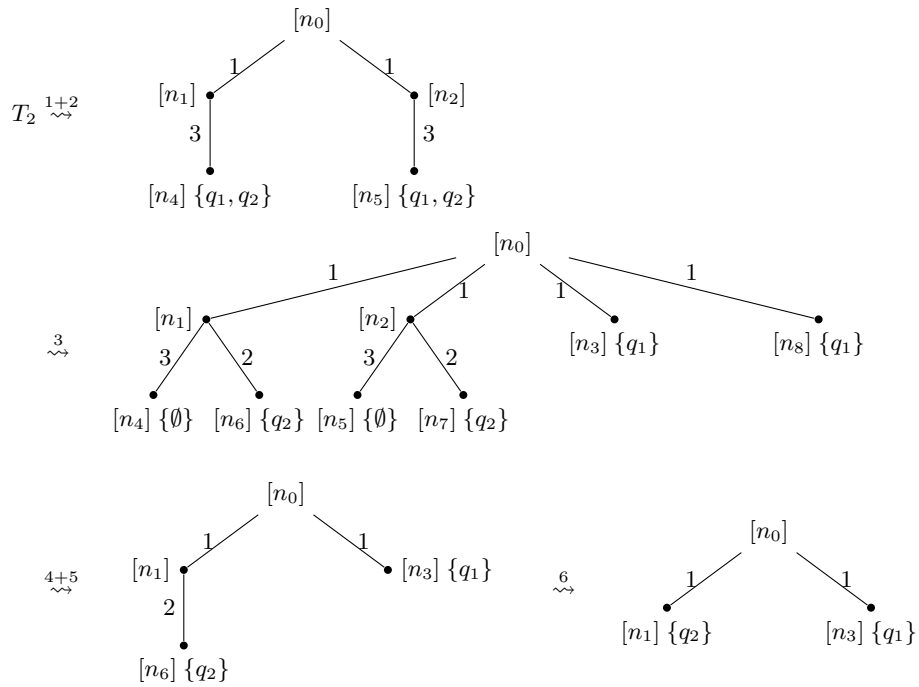 [n₀]
1 1
[n₁] [n₂]
T₂ ⇝ 1+2
3 3
[n₄] {q₁, q₂} [n₅] {q₁, q₂}
[n₀]
1 1 1 1
[n₁] [n₂] [n₃] {q₁} [n₈] {q₁}
⇝ 3
3 2 3 2
[n₄] {∅} [n₆] {q₂} [n₅] {∅} [n₇] {q₂}
[n₀] [n₀]
1 1 1 1
⇝ 4+5 [n₁] [n₃] {q₁} ⇝ 6
2 [n₁] {q₂} [n₃] {q₁}
[n₆] {q₂}